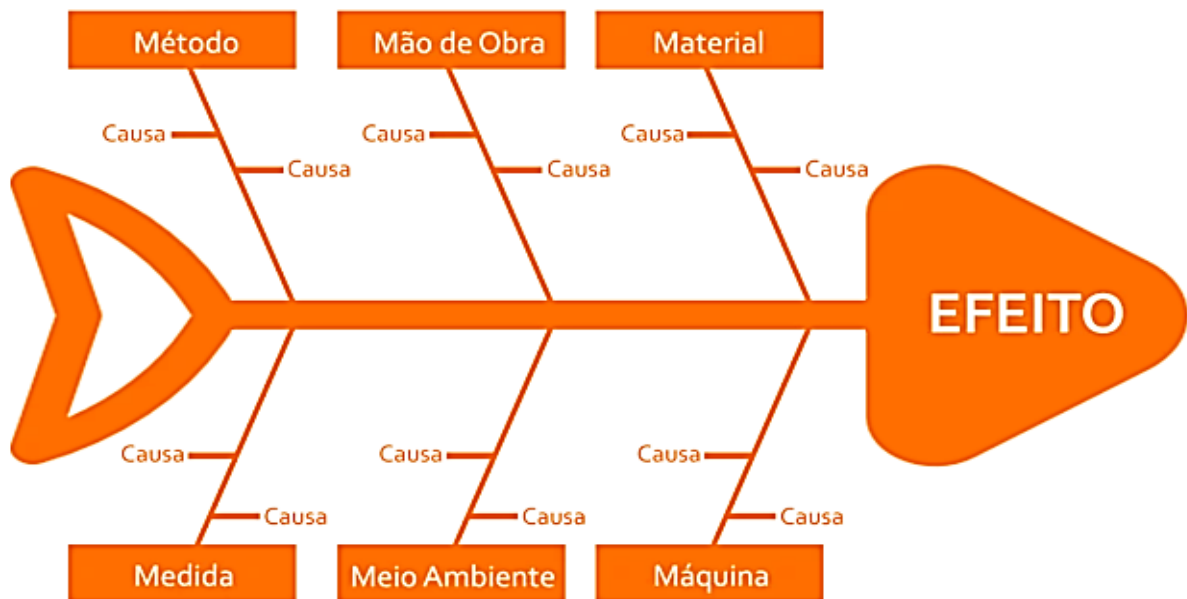 Método
Mão de Obra
Material
Causa
Causa
Causa
Causa
Causa
Causa
EFEITO
Causa
Causa
Causa
Causa
Causa
Causa
Medida
Meio Ambiente
Máquina